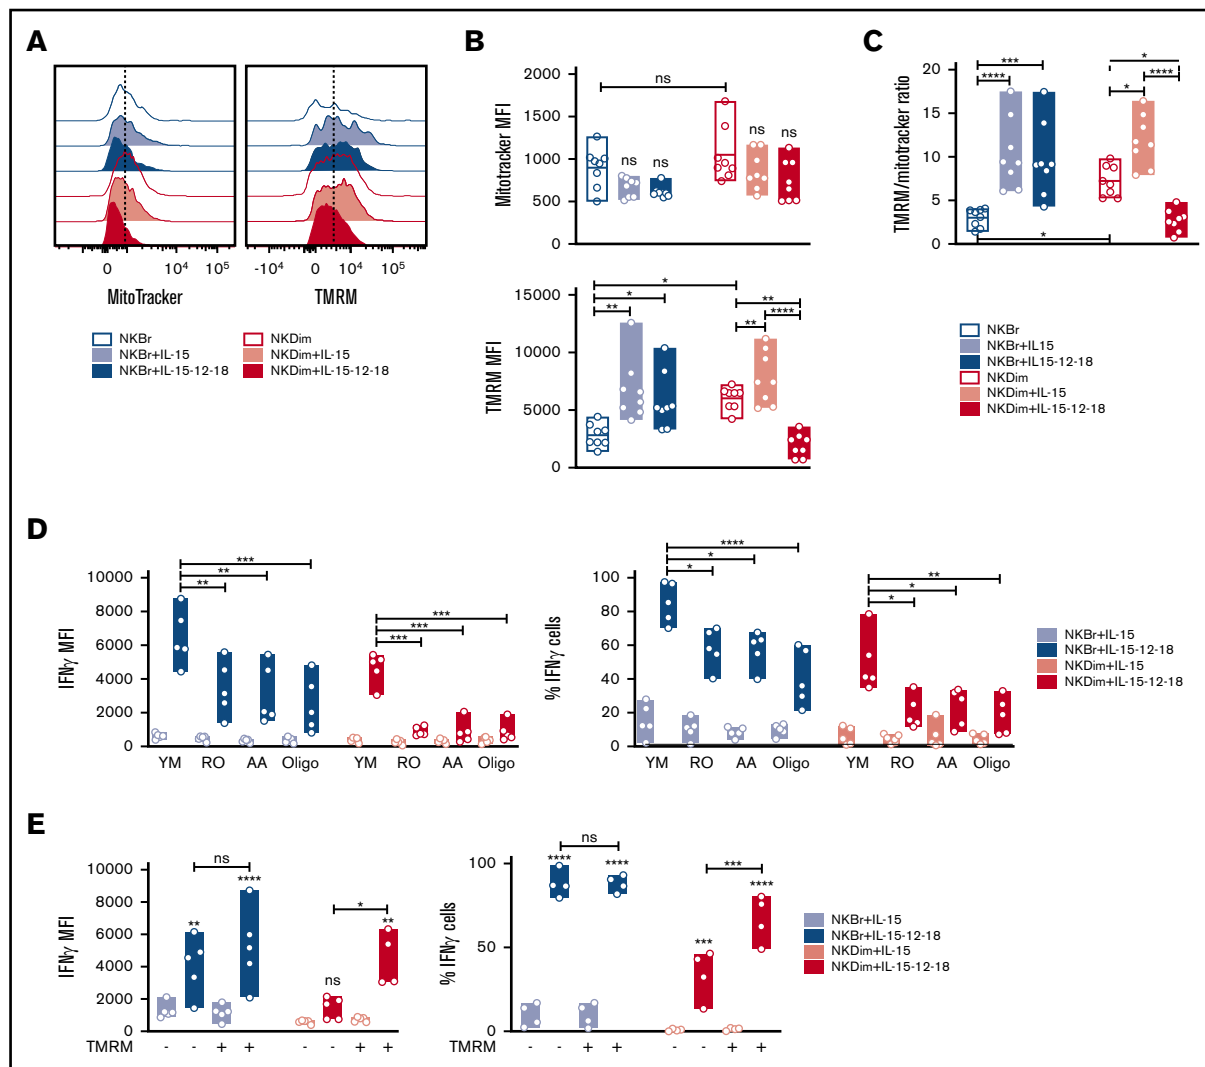 A
0 10⁴ 10⁵
MitoTracker
-10⁴ 0 10⁴ 10⁵
TMRM
NKBr
NKBr+IL-15
NKBr+IL-15-12-18
NKDim
NKDim+IL-15
NKDim+IL-15-12-18
B
Mitotracker MFI
2000
1500
1000
500
0
ns
ns ns
ns ns
TMRM MFI
15000
10000
5000
0
*
*
**
**
****
**
C
TMRM/mitotracker ratio
20
15
10
5
0
***
****
*
****
*
*
NKBr
NKBr+IL15
NKBr+IL15-12-18
NKDim
NKDim+IL-15
NKDim+IL-15-12-18
D
IFNγ MFI
10000
8000
6000
4000
2000
0
***
**
**
***
***
***
YM RO AA Oligo YM RO AA Oligo
% IFNγ cells
100
80
60
40
20
0
****
*
*
**
*
*
YM RO AA Oligo YM RO AA Oligo
NKBr+IL-15
NKBr+IL-15-12-18
NKDim+IL-15
NKDim+IL-15-12-18
E
IFNγ MFI
10000
8000
6000
4000
2000
0
ns
**
****
*
ns
**
TMRM - - + + - - + +
% IFNγ cells
100
50
0
ns
****
****
***
***
****
TMRM - - + + - - + +
NKBr+IL-15
NKBr+IL-15-12-18
NKDim+IL-15
NKDim+IL-15-12-18